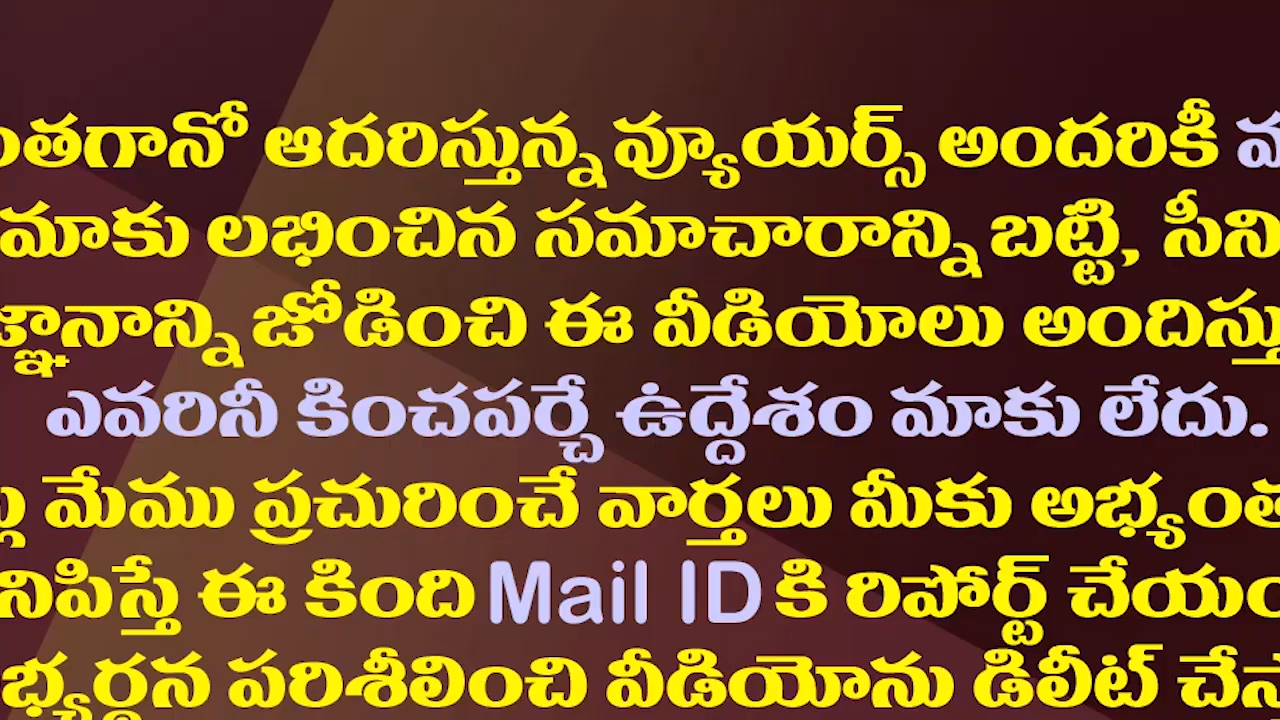 ంతగానో ఆదరిస్తున్న వ్యూయర్స్ అందరికీ
మాకు లభించిన సమాచారాన్ని బట్టి, సీని
జ్ఞానాన్ని జోడించి ఈ వీడియోలు అందిస్తు
ఎవరినీ కించపర్చే ఉద్దేశం మాకు లేదు.
మేము ప్రచురించే వార్తలు మీకు అభ్యంత
నిపిస్తే ఈ కింది Mail ID కి రిపోర్ట్ చేయం
భ్యర్థన పరిశీలించి వీడియోను డిలీట్ చేస